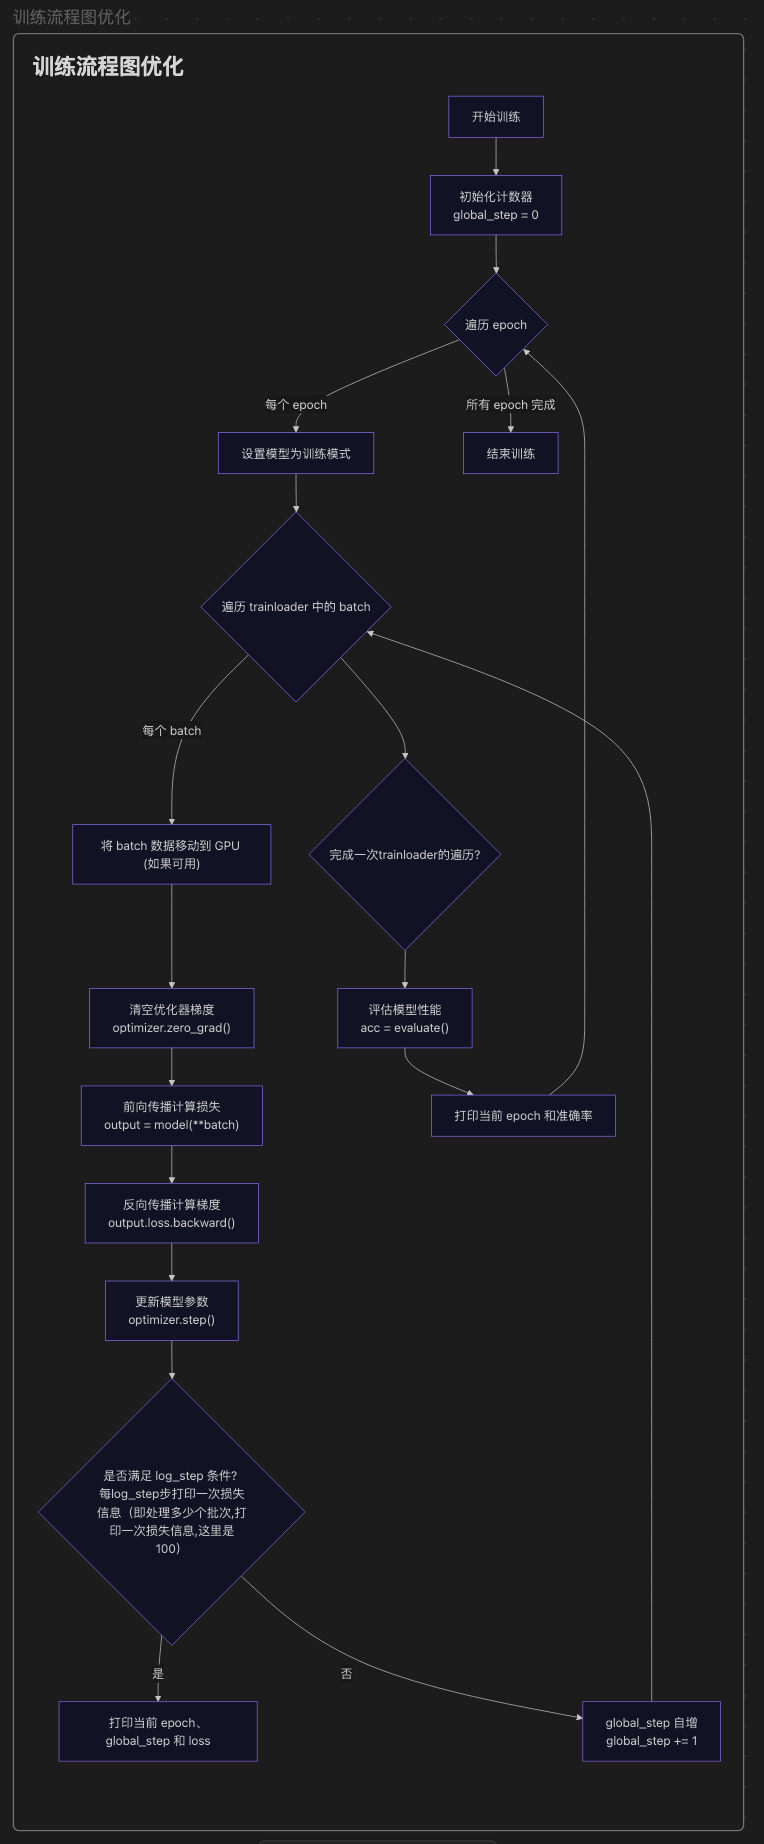 训练流程图优化
训练流程图优化
开始训练
初始化计数器
global_step = 0
遍历 epoch
每个 epoch
所有 epoch 完成
设置模型为训练模式
结束训练
遍历 trainloader 中的 batch
每个 batch
将 batch 数据移动到 GPU
(如果可用)
完成一次trainloader的遍历?
清空优化器梯度
optimizer.zero_grad()
评估模型性能
acc = evaluate()
前向传播计算损失
output = model(**batch)
打印当前 epoch 和准确率
反向传播计算梯度
output.loss.backward()
更新模型参数
optimizer.step()
是否满足 log_step 条件?
每log_step步打印一次损失
信息（即处理多少个批次,打
印一次损失信息,这里是
100）
是
否
打印当前 epoch、
global_step 和 loss
global_step 自增
global_step += 1